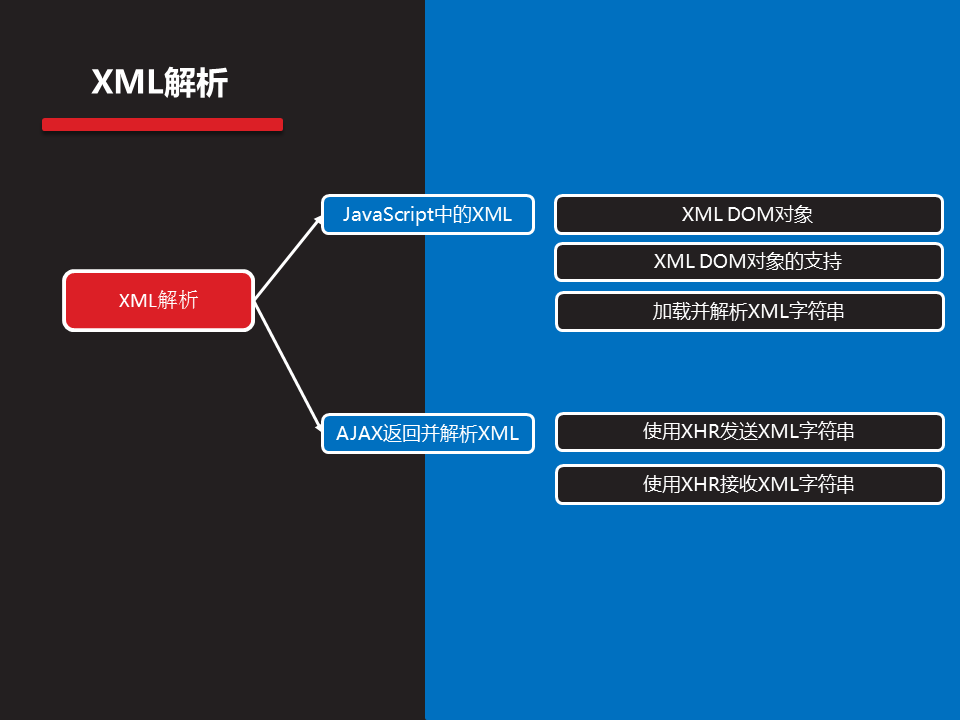 XML解析
JavaScript中的XML
XML DOM对象
XML DOM对象的支持
XML解析
加载并解析XML字符串
AJAX返回并解析XML
使用XHR发送XML字符串
使用XHR接收XML字符串